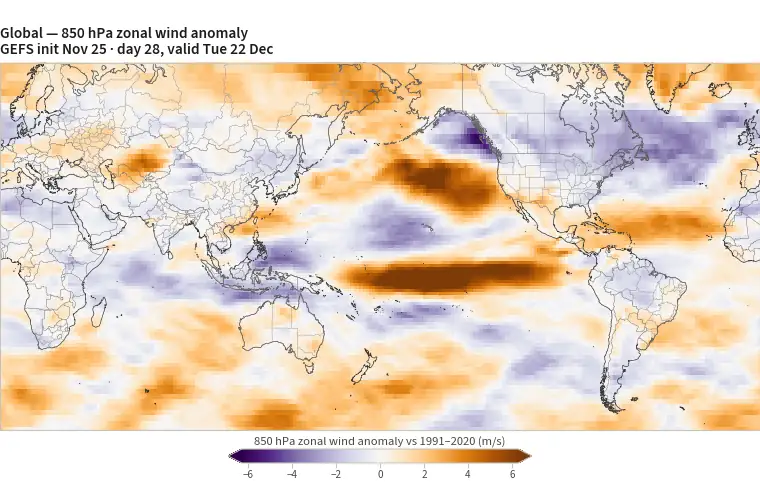 Global — 850 hPa zonal wind anomaly
GEFS init Nov 25 · day 28, valid Tue 22 Dec
850 hPa zonal wind anomaly vs 1991–2020 (m/s)
−6 −4 −2 0 2 4 6